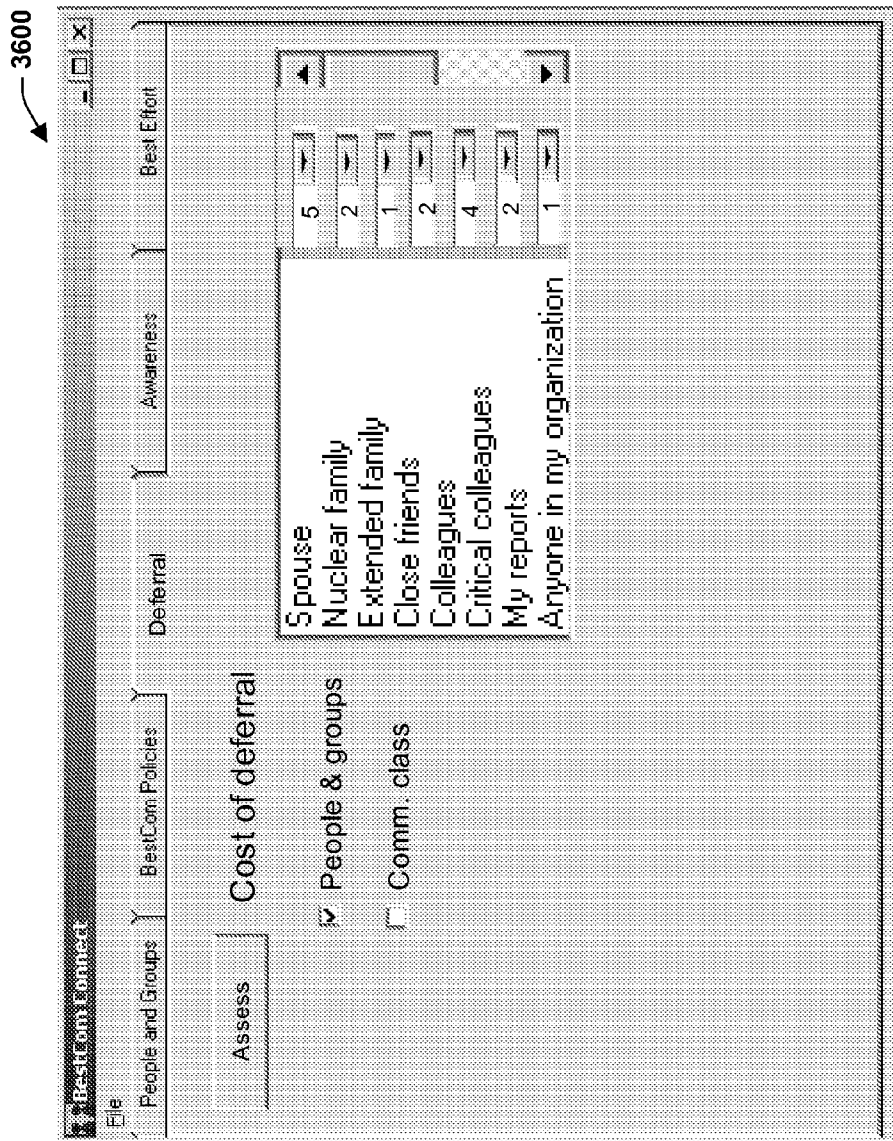 3600
BestCom Connect
File
People and Groups
BestCom Policies
Deferral
Awareness
Best Effort
Assess
Cost of deferral
People & groups
Comm. class
Spouse
Nuclear family
Extended family
Close friends
Colleagues
Critical colleagues
My reports
Anyone in my organization
5
2
1
2
4
2
1